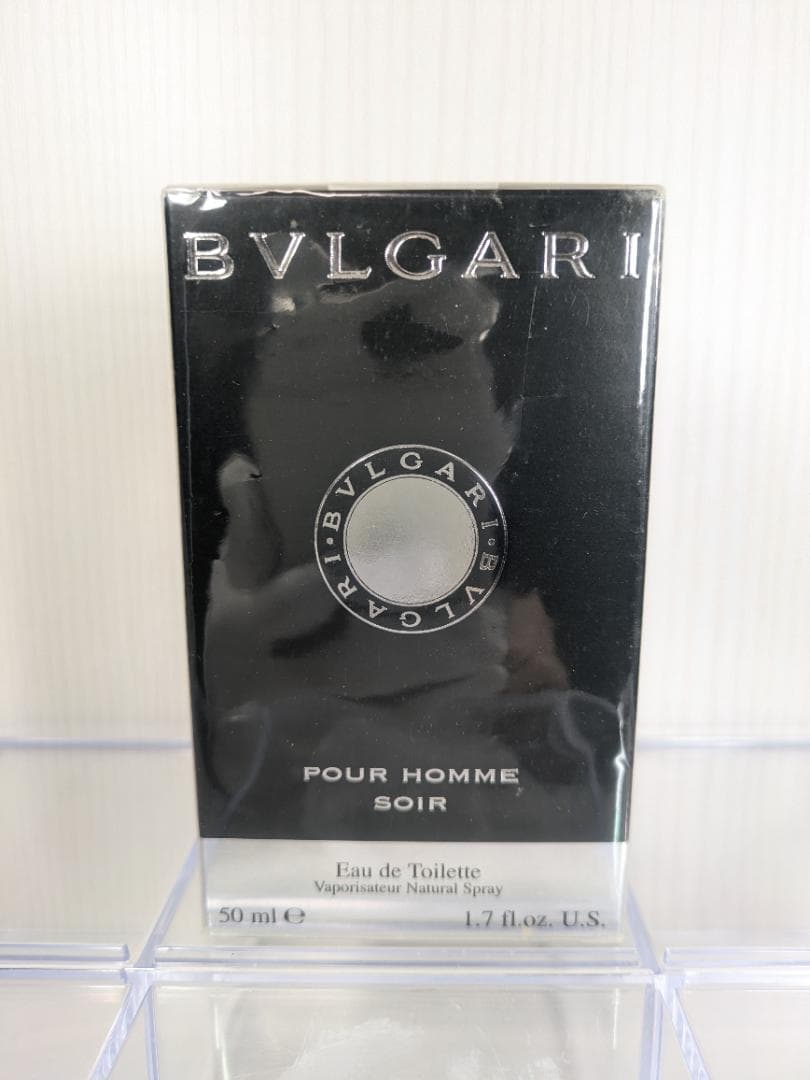 BVLGARI
BVLGARI • BVLGARI •
POUR HOMME
SOIR
Eau de Toilette
Vaporisateur Natural Spray
50 ml ℮
1.7 fl.oz. U.S.